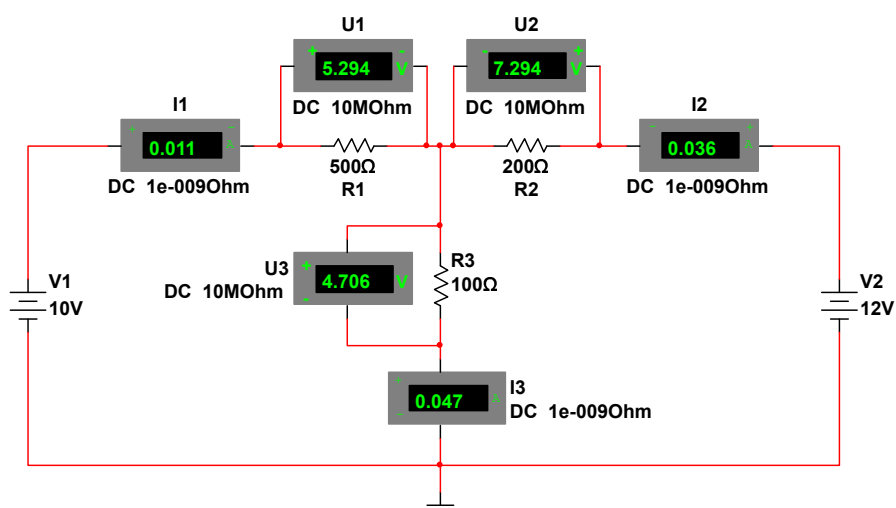 U1
U2
+ -
5.294 V
- +
7.294 V
I1
DC 10MOhm
DC 10MOhm
I2
+ -
0.011 A
0.036 A
500Ω
200Ω
DC 1e-009Ohm
R1
R2
DC 1e-009Ohm
U3
+
4.706 V
-
R3
DC 10MOhm
100Ω
V1
10V
V2
12V
+
0.047 A
-
I3
DC 1e-009Ohm